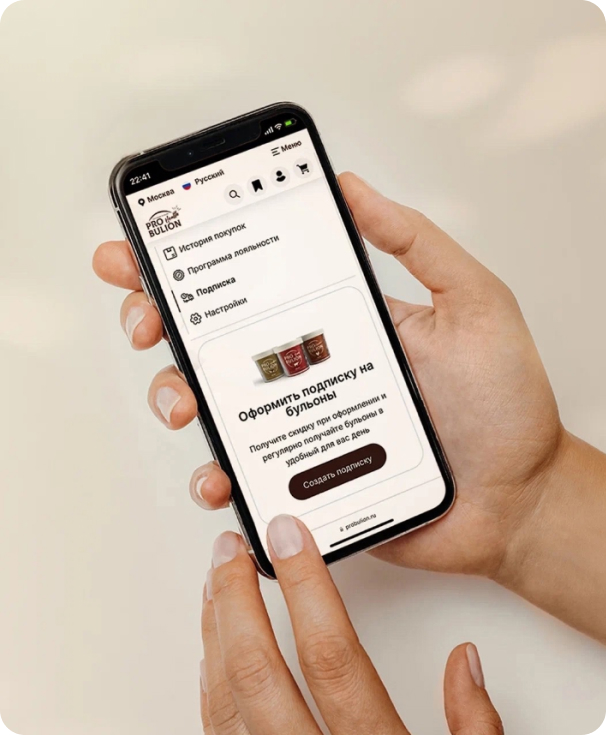 22:41
Москва
Русский
Меню
PRO
BULION
История покупок
Программа лояльности
Подписка
Настройки
Оформить подписку на
бульоны
Получите скидку при оформлении и
регулярно получайте бульоны в
удобный для вас день
Создать подписку
probulion.ru